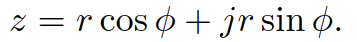 z = r cos ϕ + jr sin ϕ.